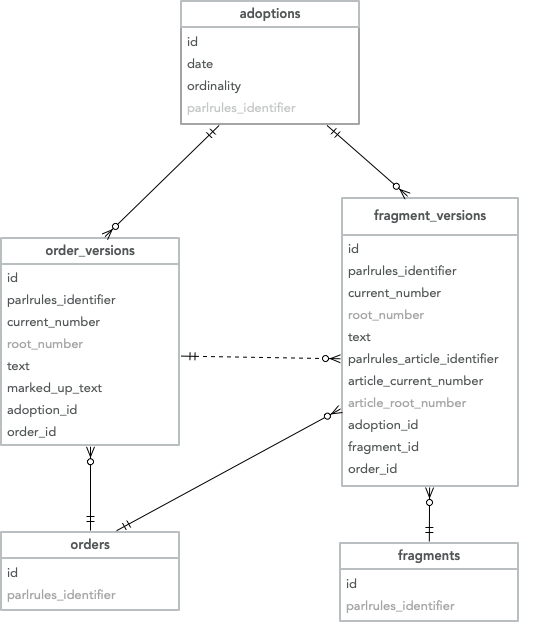 adoptions
id
date
ordinality
parlrules_identifier
order_versions
id
parlrules_identifier
current_number
root_number
text
marked_up_text
adoption_id
order_id
fragment_versions
id
parlrules_identifier
current_number
root_number
text
parlrules_article_identifier
article_current_number
article_root_number
adoption_id
fragment_id
order_id
orders
id
parlrules_identifier
fragments
id
parlrules_identifier